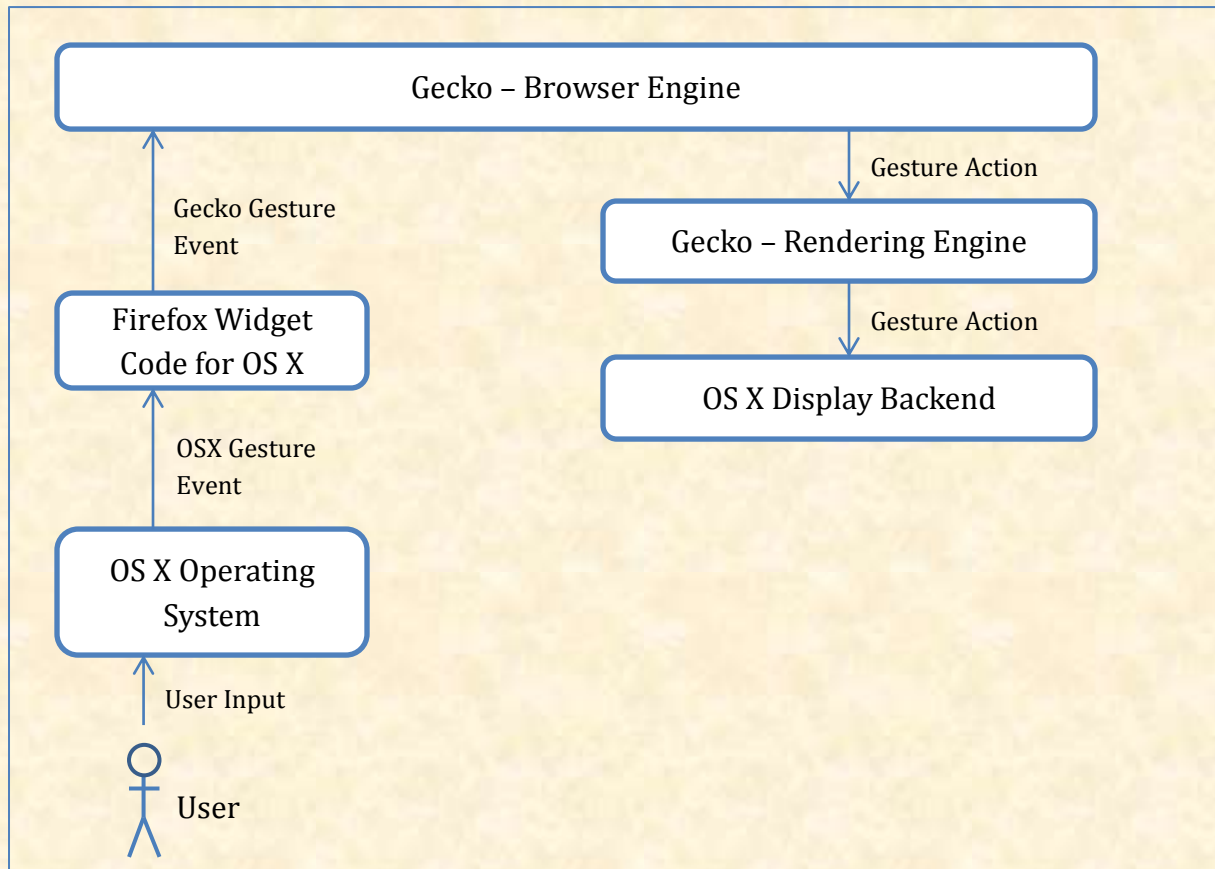 Gecko – Browser Engine
Gesture Action
Gecko Gesture
Event
Gecko – Rendering Engine
Firefox Widget
Code for OS X
Gesture Action
OS X Display Backend
OSX Gesture
Event
OS X Operating
System
User Input
User